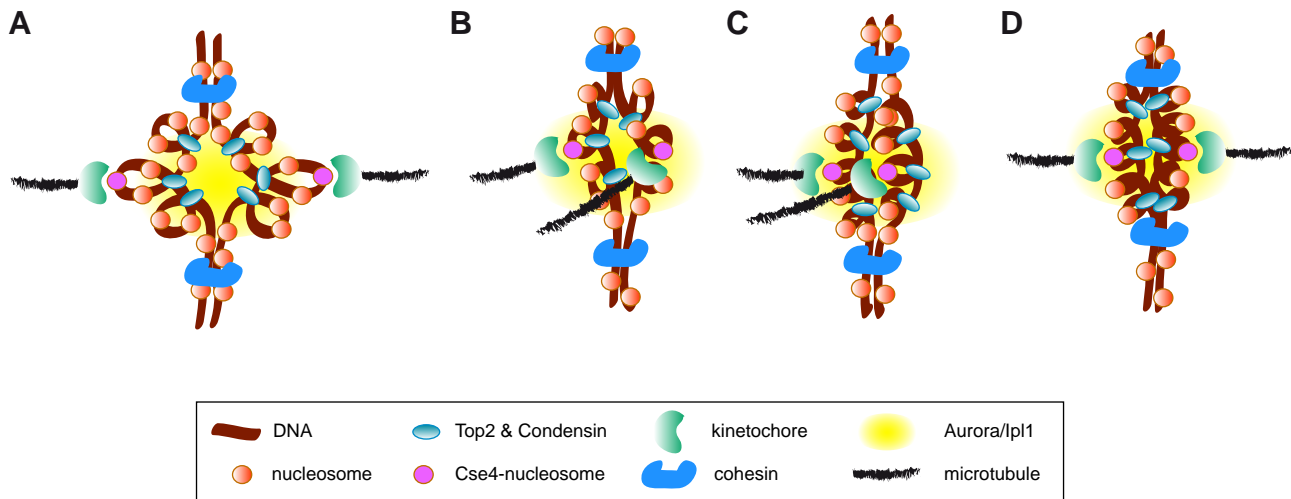 A B C D
DNA Top2 & Condensin kinetochore Aurora/Ipl1
nucleosome Cse4-nucleosome cohesin microtubule